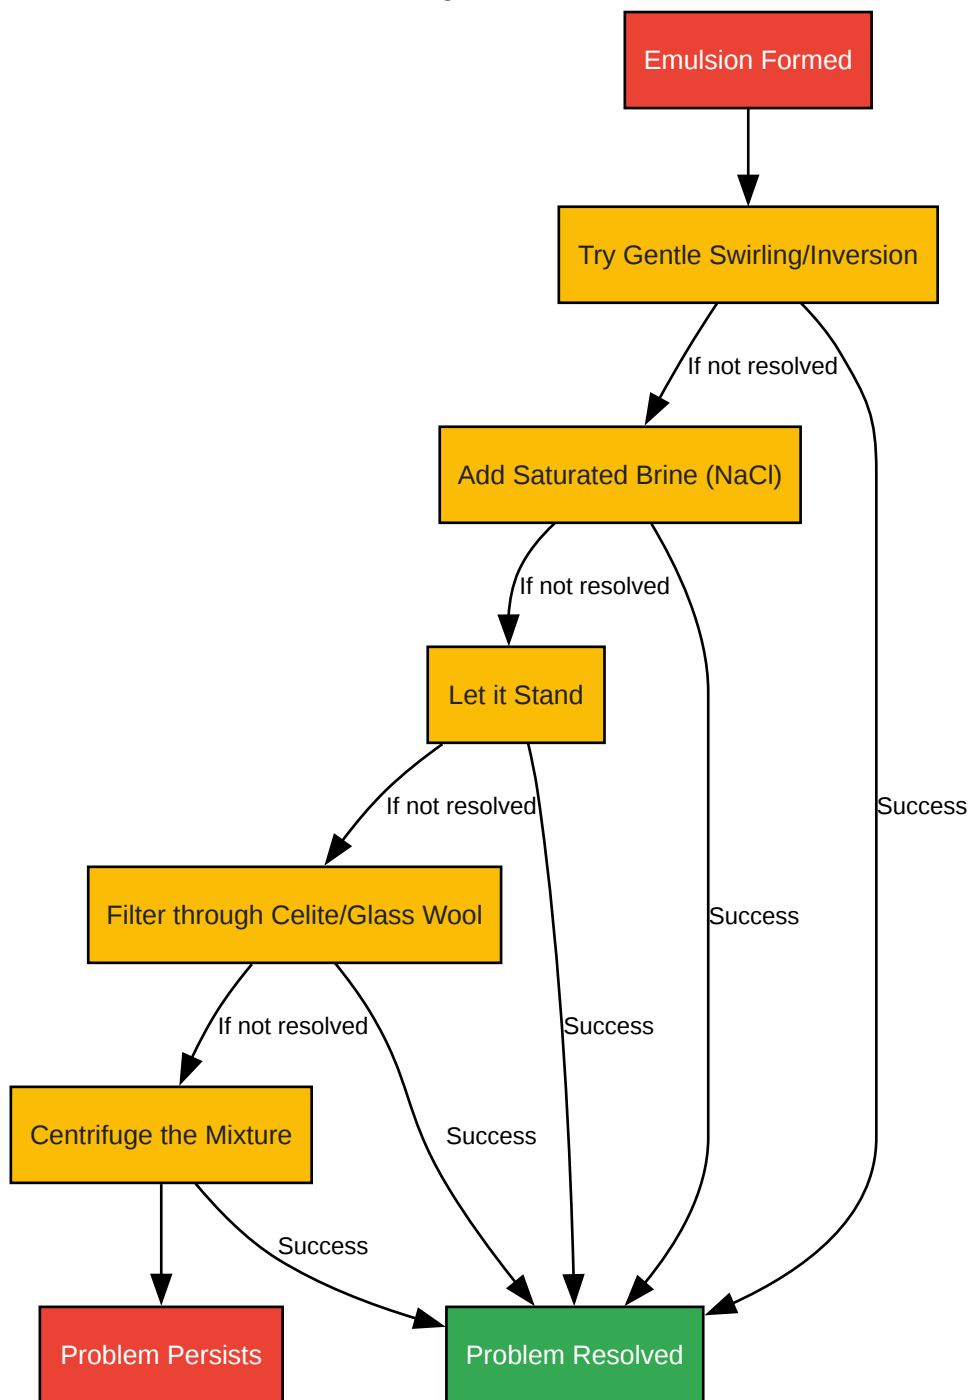 Emulsion Formed
Try Gentle Swirling/Inversion
If not resolved
Add Saturated Brine (NaCl)
If not resolved
Let it Stand
If not resolved
Success
Filter through Celite/Glass Wool
Success
If not resolved
Success
Centrifuge the Mixture
Success
Success
Problem Persists
Problem Resolved